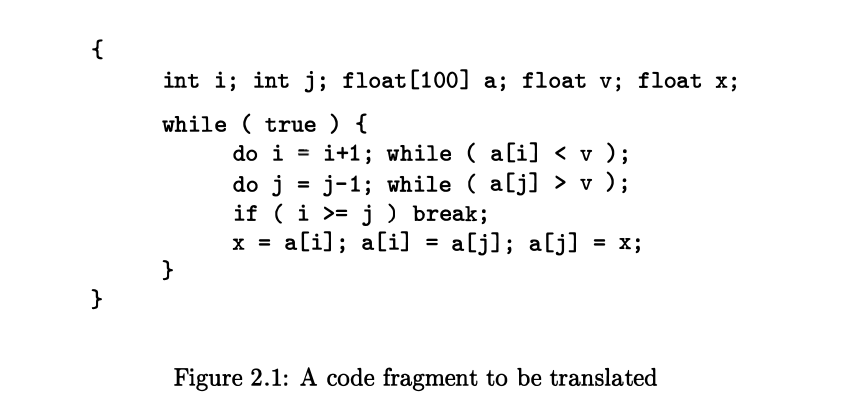 {
int i; int j; float[100] a; float v; float x;
while ( true ) {
do i = i+1; while ( a[i] < v );
do j = j-1; while ( a[j] > v );
if ( i >= j ) break;
x = a[i]; a[i] = a[j]; a[j] = x;
}
}
Figure 2.1: A code fragment to be translated